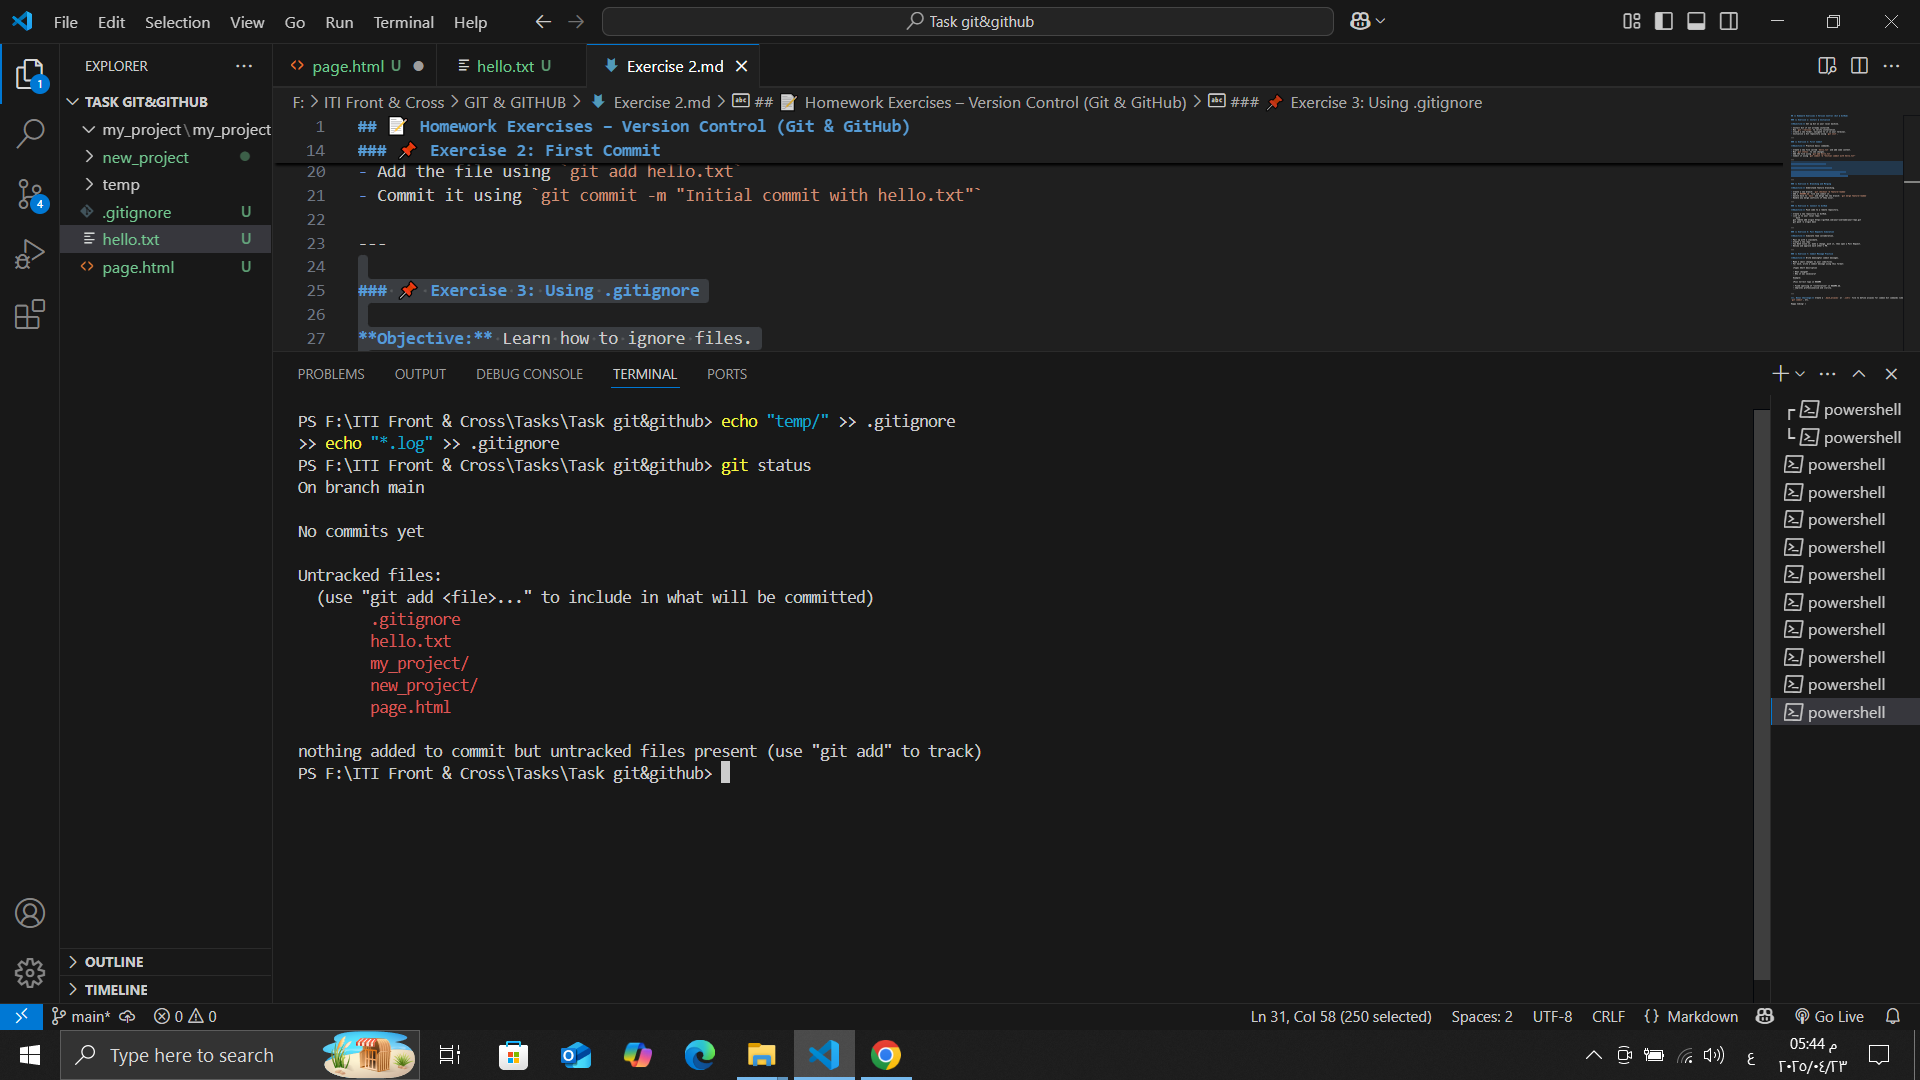 File Edit Selection View Go Run Terminal Help
Task git&github
EXPLORER
TASK GIT&GITHUB
my_project\my_project
new_project
temp
.gitignore U
hello.txt U
page.html U
OUTLINE
TIMELINE
1
4
page.html U
hello.txt U
Exercise 2.md
F: > ITI Front & Cross > GIT & GITHUB > Exercise 2.md > ## Homework Exercises – Version Control (Git & GitHub) > ### Exercise 3: Using .gitignore
1 ## Homework Exercises – Version Control (Git & GitHub)
14 ### Exercise 2: First Commit
20 - Add the file using `git add hello.txt`
21 - Commit it using `git commit -m "Initial commit with hello.txt"`
22
23 ---
24
25 ### Exercise 3: Using .gitignore
26
27 **Objective:** Learn how to ignore files.
PROBLEMS OUTPUT DEBUG CONSOLE TERMINAL PORTS
PS F:\ITI Front & Cross\Tasks\Task git&github> echo "temp/" >> .gitignore
>> echo "*.log" >> .gitignore
PS F:\ITI Front & Cross\Tasks\Task git&github> git status
On branch main
No commits yet
Untracked files:
(use "git add <file>..." to include in what will be committed)
.gitignore
hello.txt
my_project/
new_project/
page.html
nothing added to commit but untracked files present (use "git add" to track)
PS F:\ITI Front & Cross\Tasks\Task git&github>
powershell
powershell
powershell
powershell
powershell
powershell
powershell
powershell
powershell
powershell
powershell
powershell
main* 0 0
Ln 31, Col 58 (250 selected) Spaces: 2 UTF-8 CRLF {} Markdown Go Live
Type here to search
ع
05:44 م
٢٠٢٥/٠٤/٢٣